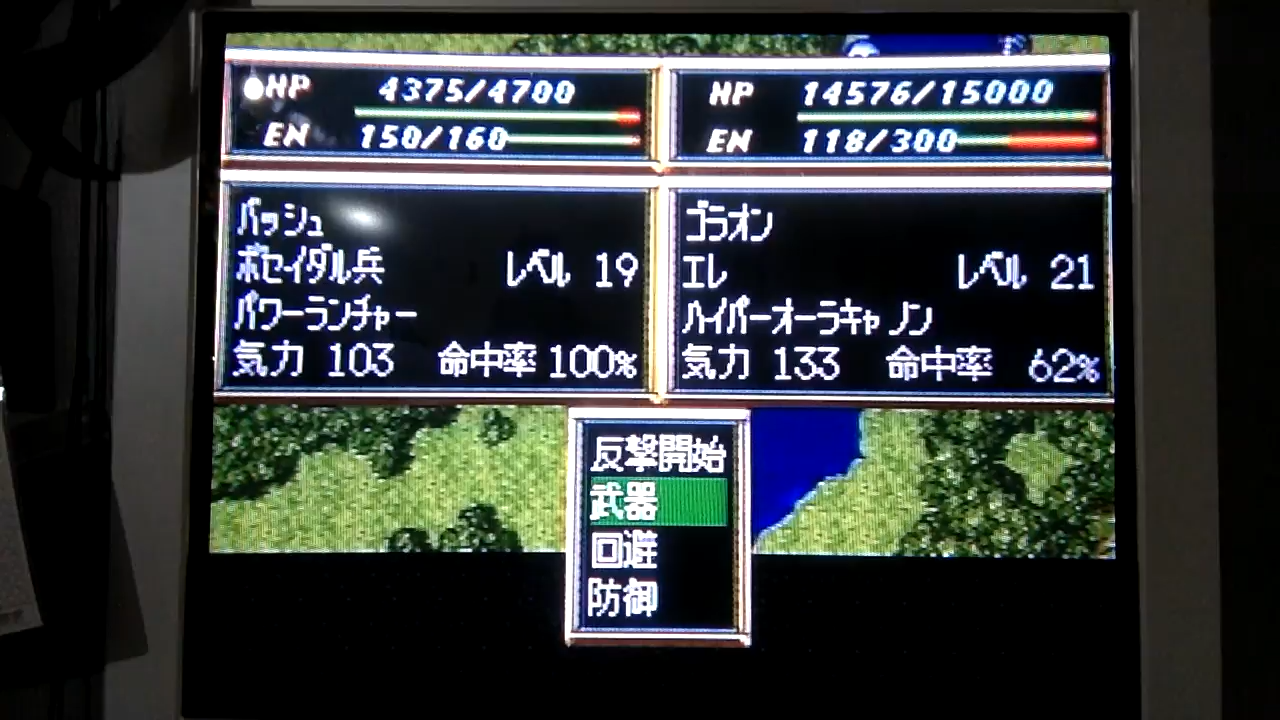 HP 4375/4700
EN 150/160
HP 14576/15000
EN 118/300
バッシュ
ポセイダル兵 レベル 19
パワーランチャー
気力 103 命中率 100%
ゴラオン
エレ レベル 21
ハイパーオーラキャノン
気力 133 命中率 62%
反撃開始
武器
回避
防御